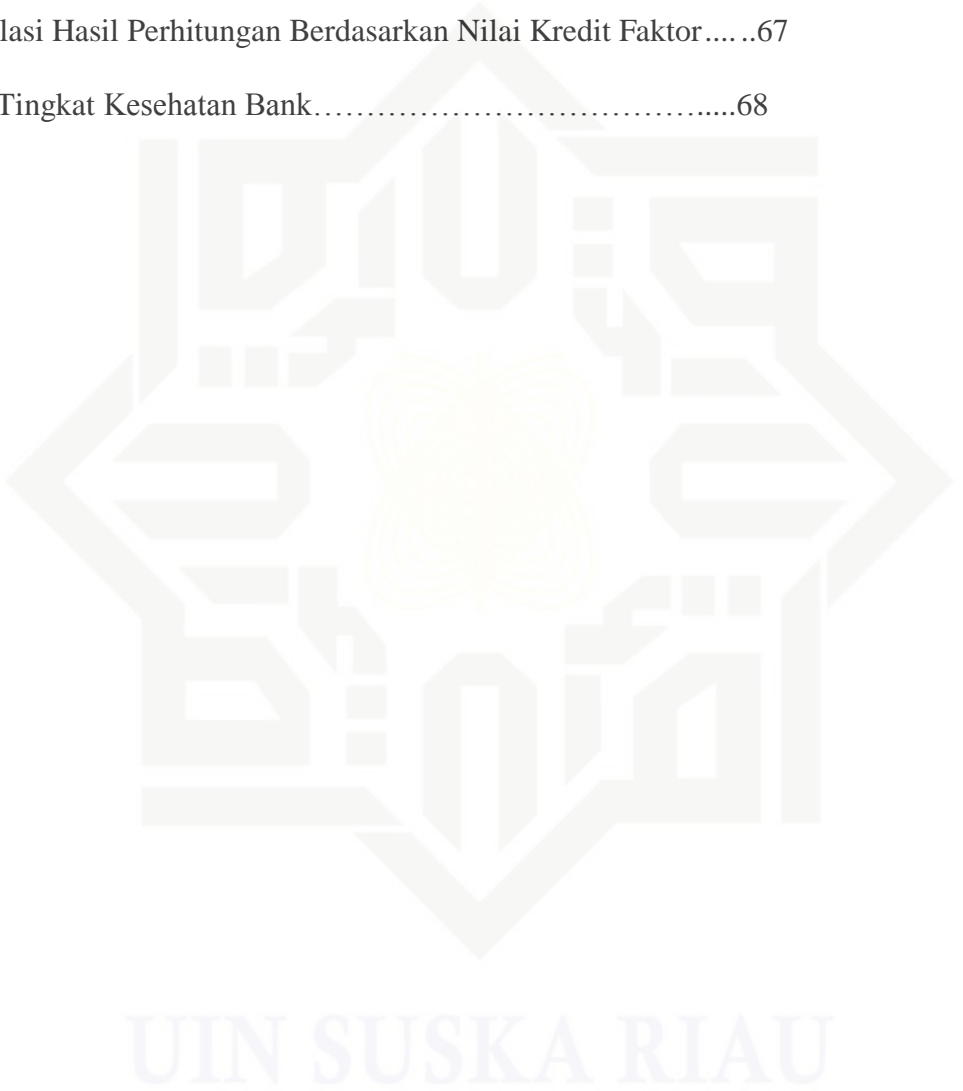 lasi Hasil Perhitungan Berdasarkan Nilai Kredit Faktor.... ..67
Tingkat Kesehatan Bank……………………………….....68
UIN SUSKA RIAU